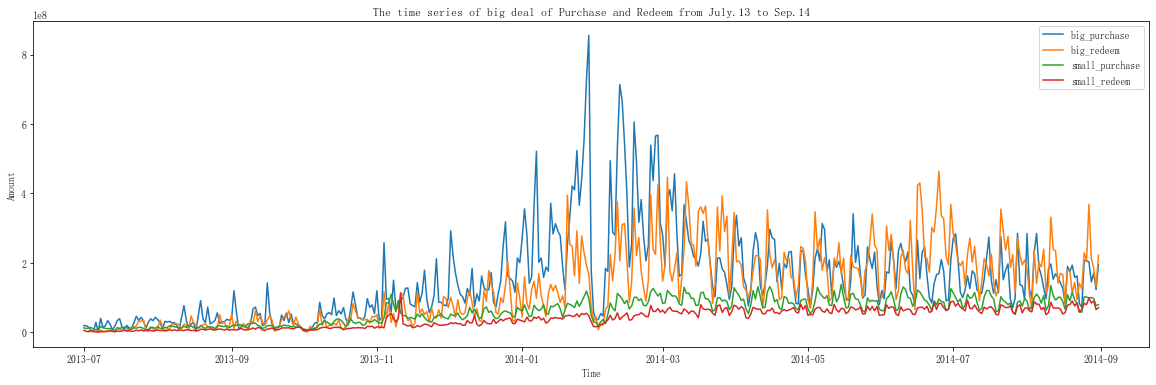 The time series of big deal of Purchase and Redeem from July.13 to Sep.14
1e8
big_purchase
big_redeem
small_purchase
small_redeem
8
6
4
2
0
Amount
2013-07 2013-09 2013-11 2014-01 2014-03 2014-05 2014-07 2014-09
Time